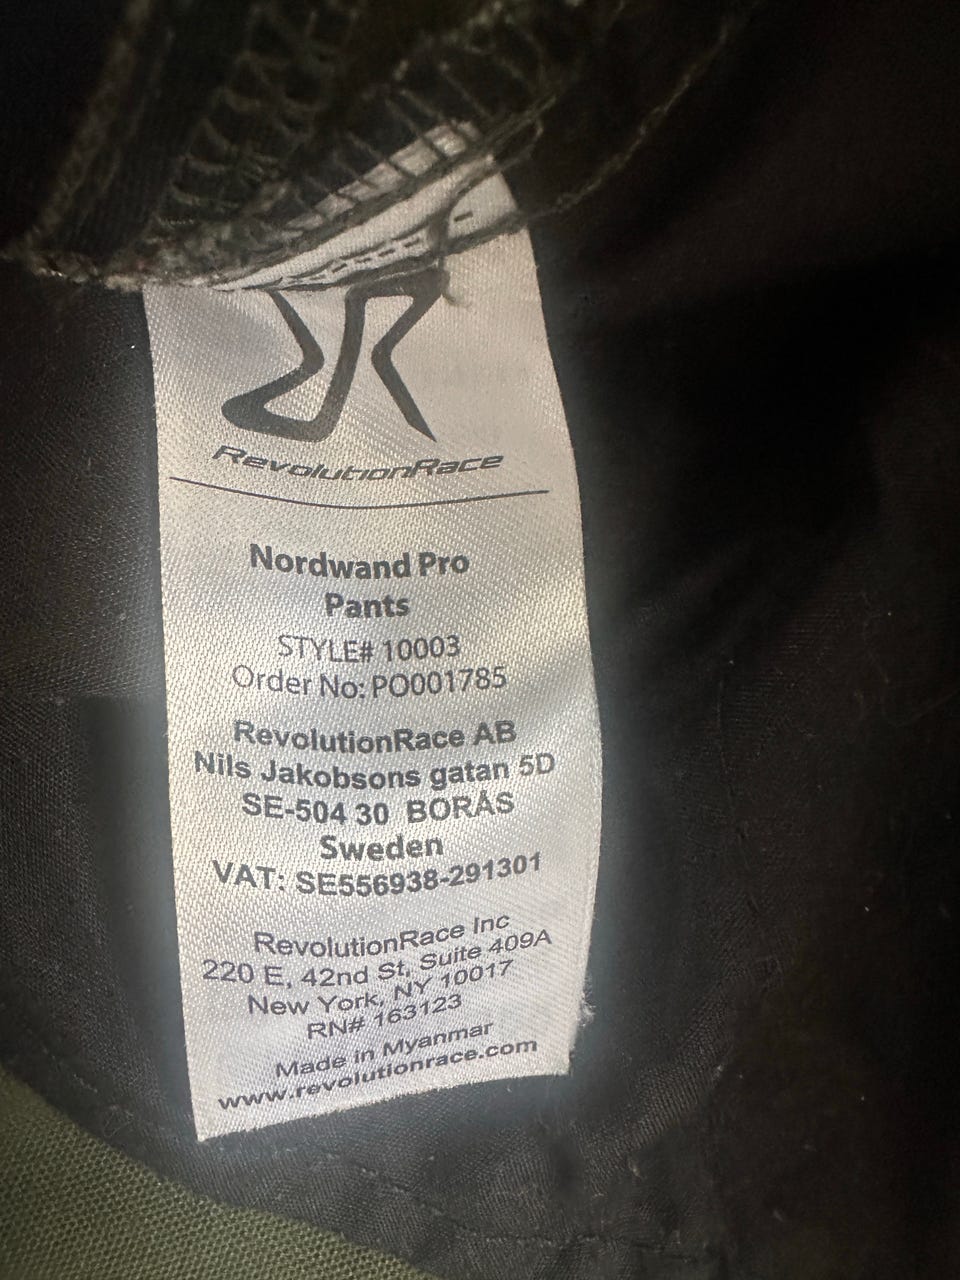 RevolutionRace
Nordwand Pro
Pants
STYLE# 10003
Order No: PO001785
RevolutionRace AB
Nils Jakobsons gatan 5D
SE-504 30 BORÅS
Sweden
VAT: SE556938-291301
RevolutionRace Inc
220 E, 42nd St, Suite 409A
New York, NY 10017
RN# 163123
Made in Myanmar
www.revolutionrace.com